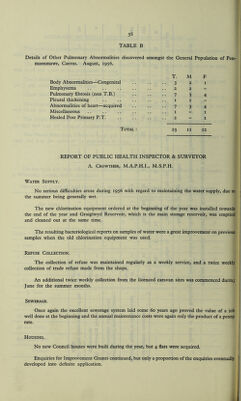 56
TABLE B
Details of Other Pulmonary Abnormalities discovered amongst the General Population of Pen-
maenmawr, Caerns. August, 1956.
T. M F
Body Abnormalities—Congenital 3 2 1
Emphysema 2 2 -
Pulmonary fibrosis (non T.B.) 7 3 4
Pleural thickening 1 1 -
Abnormalities of heart—acquired 7 3 4
Miscellaneous 1 - 1
Healed Post Primary P.T.
TOTAL :
REPORT OF PUBLIC HEALTH INSPECTOR & SURVEYOR
A. CROWTHER, M.A.P.H.I., M.S.P.H.
WATER SUPPLY.
No serious difficulties arose during 1956 with regard to maintaining the water supply, due to
the summer being generally wet.
The new chlorination equipment ordered at the beginning of the year was installed towards
the end of the year and Graiglwyd Reservoir, which is the main storage reservoir, was emptied
and cleaned out at the same time.
The resulting bacteriological reports on samples of water were a great improvement on previous
samples when the old chlorination equipment was used.
REFUSE COLLECTION.
The collection of refuse was maintained regularly as a weekly service, and a twice weekly
collection of trade refuse made from the shops.
An additional twice weekly collection from the licenced caravan sites was commenced during
June for the summer months.
SEWERAGE.
Once again the excellent sewerage system laid some 60 years ago proved the value of a job
well done at the beginning and the annual maintenance costs were again only the product of a penny
rate.
HOUSING.
No new Council houses were built during the year, but 4 flats were acquired.
Enquiries for Improvement Grants continued, but only a proportion of the enquiries eventually
developed into definite application.